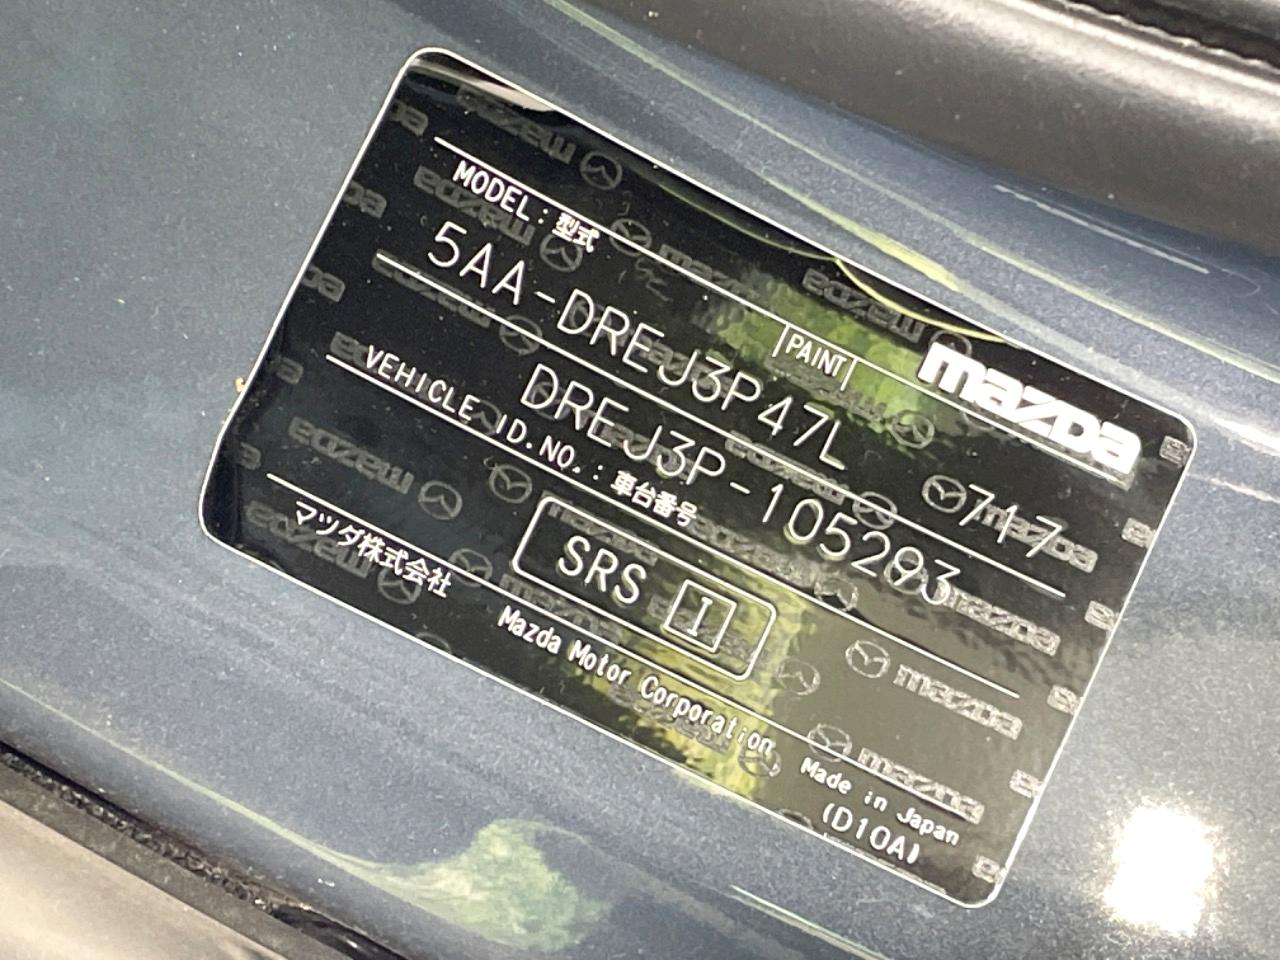 mazda
MODEL: 型式
PAINT
5AA-DREJ3P47L
717
DREJ3P-105293
VEHICLE ID.NO.: 車台番号
SRS I
マツダ株式会社
Mazda Motor Corporation
Made in Japan
(D10A)